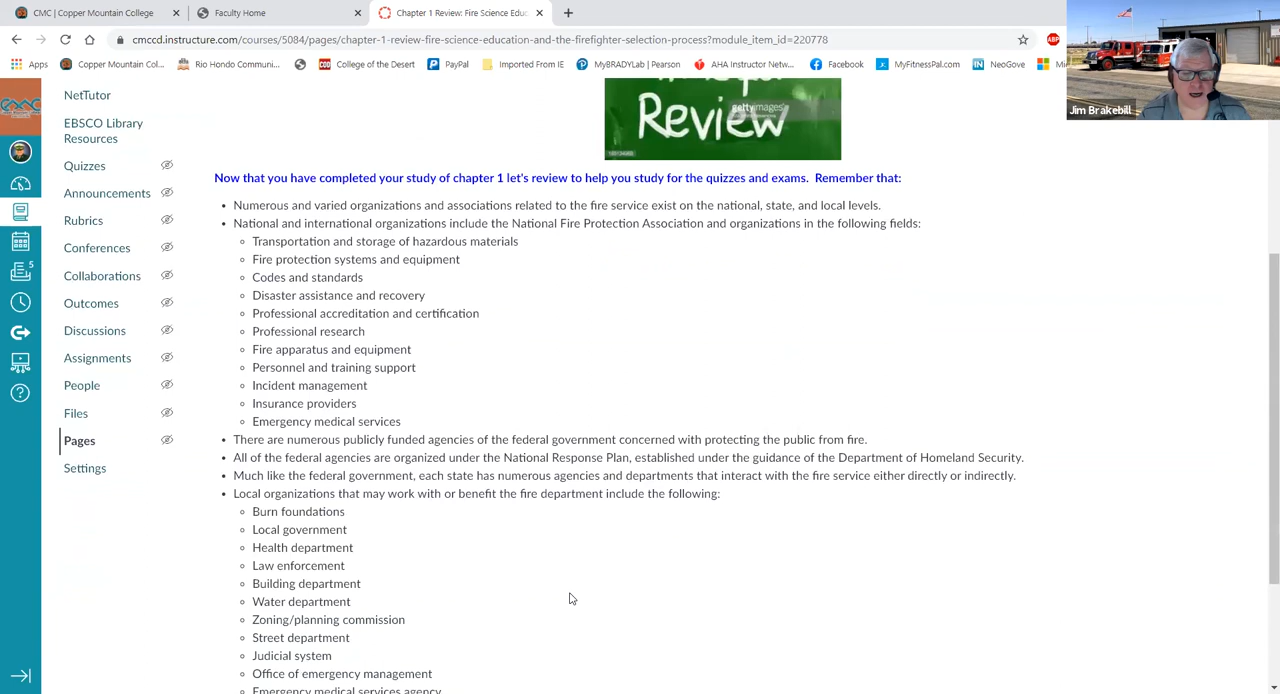 CMC | Copper Mountain College
Faculty Home
Chapter 1 Review: Fire Science Educ
cmccd.instructure.com/courses/5084/pages/chapter-1-review-fire-science-education-and-the-firefighter-selection-process?module_item_id=220778
ABP
Apps
Copper Mountain Col...
Rio Hondo Communi...
College of the Desert
PayPal
Imported From IE
MyBRADYLab | Pearson
AHA Instructor Netw...
Facebook
MyFitnessPal.com
NeoGov
Jim Brakebill
NetTutor
EBSCO Library
Resources
Quizzes
Announcements
Rubrics
Conferences
Collaborations
Outcomes
Discussions
Assignments
People
Files
Pages
Settings
5
Review
gettyimages
Now that you have completed your study of chapter 1 let's review to help you study for the quizzes and exams. Remember that:
Numerous and varied organizations and associations related to the fire service exist on the national, state, and local levels.
National and international organizations include the National Fire Protection Association and organizations in the following fields:
Transportation and storage of hazardous materials
Fire protection systems and equipment
Codes and standards
Disaster assistance and recovery
Professional accreditation and certification
Professional research
Fire apparatus and equipment
Personnel and training support
Incident management
Insurance providers
Emergency medical services
There are numerous publicly funded agencies of the federal government concerned with protecting the public from fire.
All of the federal agencies are organized under the National Response Plan, established under the guidance of the Department of Homeland Security.
Much like the federal government, each state has numerous agencies and departments that interact with the fire service either directly or indirectly.
Local organizations that may work with or benefit the fire department include the following:
Burn foundations
Local government
Health department
Law enforcement
Building department
Water department
Zoning/planning commission
Street department
Judicial system
Office of emergency management
Emergency medical services agency